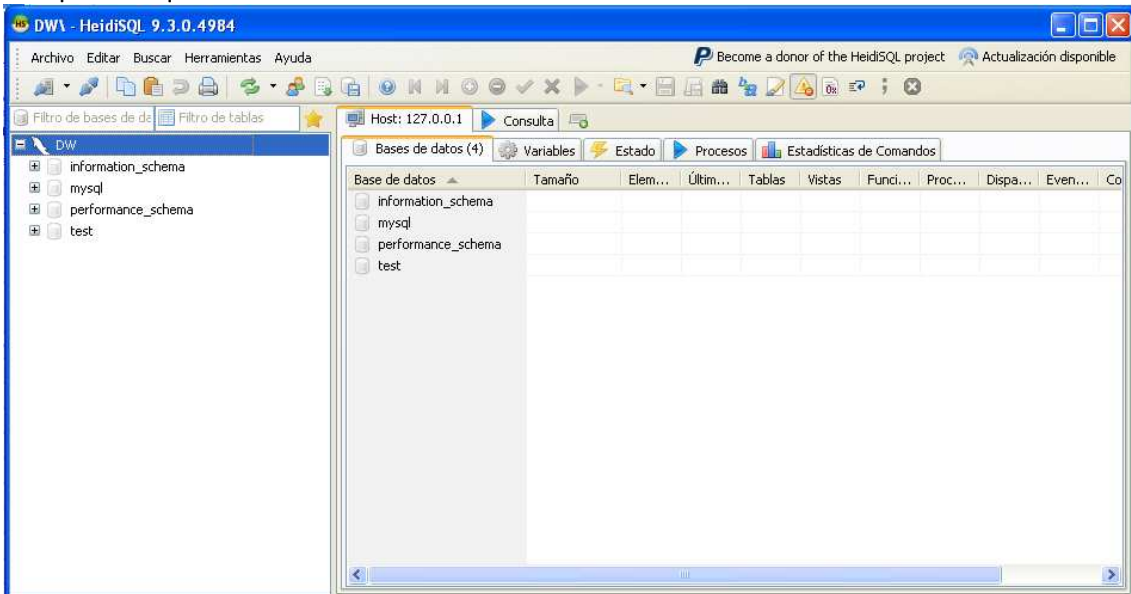 DW\ - HeidiSQL 9.3.0.4984
Archivo Editar Buscar Herramientas Ayuda
Become a donor of the HeidiSQL project
Actualización disponible
Filtro de bases de da
Filtro de tablas
Host: 127.0.0.1
Consulta
DW
information_schema
mysql
performance_schema
test
Bases de datos (4)
Variables
Estado
Procesos
Estadísticas de Comandos
Base de datos Tamaño Elem... Últim... Tablas Vistas Funci... Proc... Dispa... Even... Co
information_schema
mysql
performance_schema
test